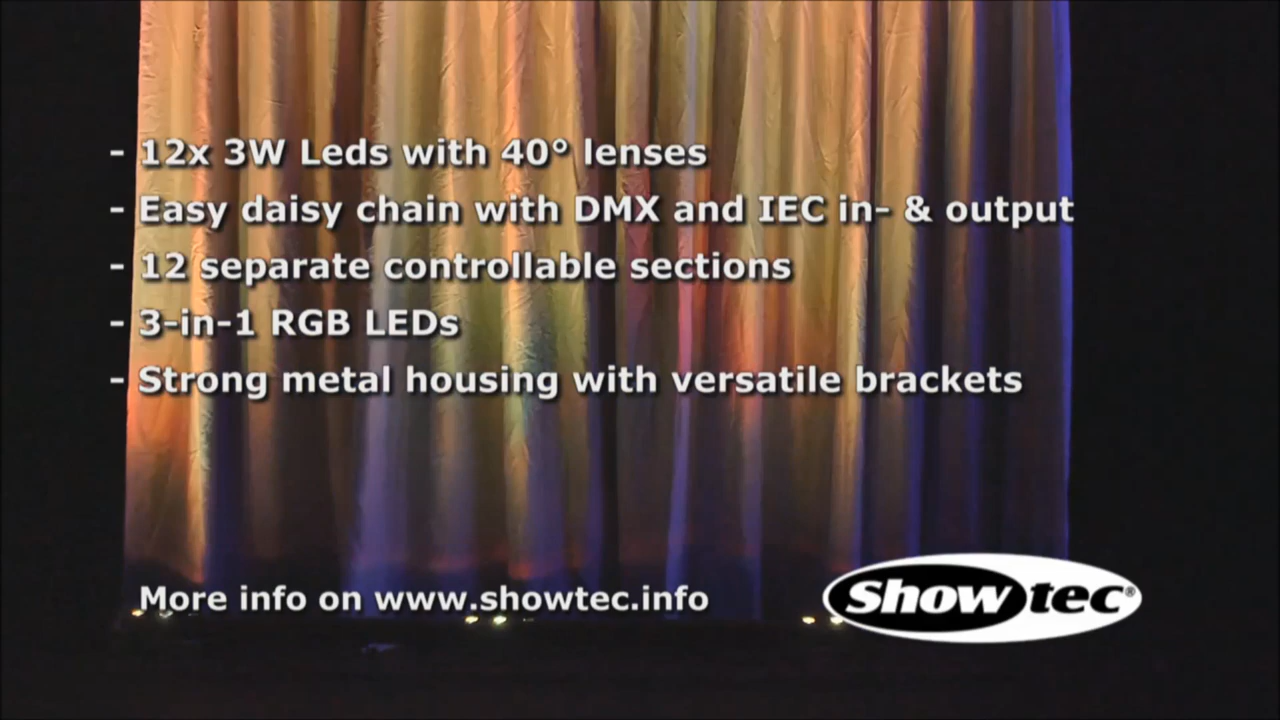 - 12x 3W Leds with 40° lenses
- Easy daisy chain with DMX and IEC in- & output
- 12 separate controllable sections
- 3-in-1 RGB LEDs
- Strong metal housing with versatile brackets
More info on www.showtec.info
Showtec®